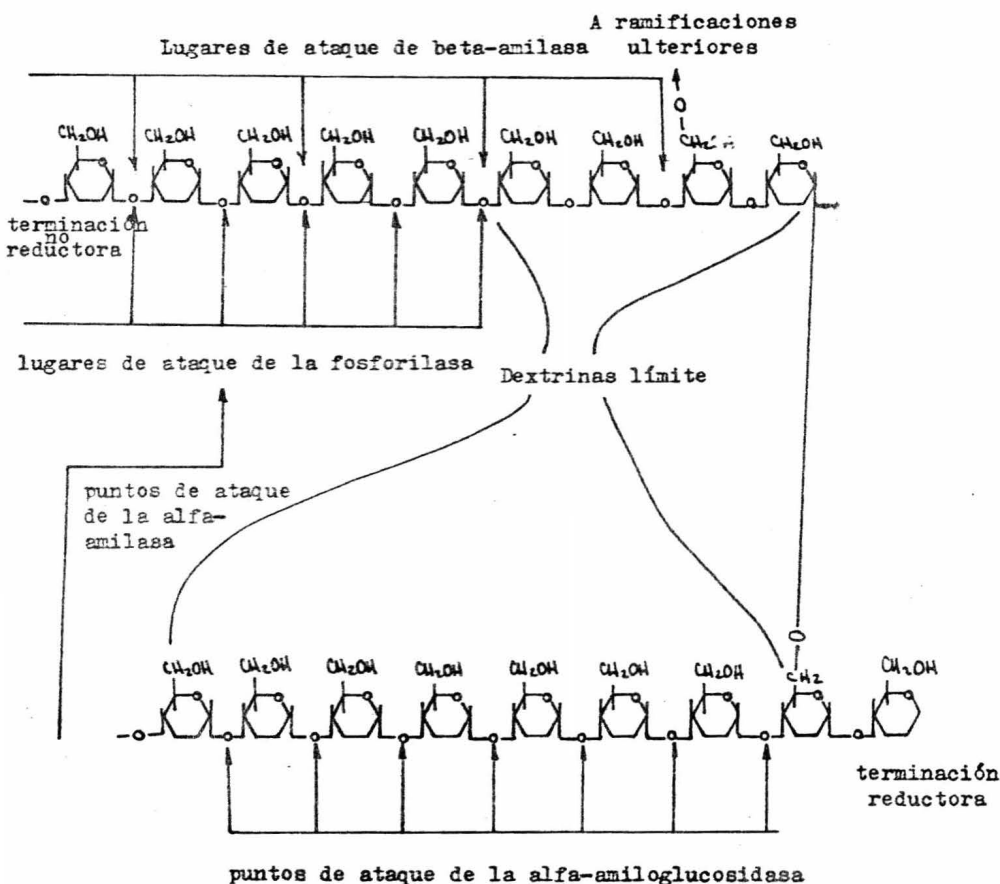 A ramificaciones
Lugares de ataque de beta-amilasa
ulteriores
O
CH₂OH CH₂OH CH₂OH CH₂OH CH₂OH CH₂OH CH₂OH CH₂ CH₂OH
terminación
no
reductora
lugares de ataque de la fosforilasa
Dextrinas límite
puntos de ataque
de la alfa-
amilasa
O
CH₂OH CH₂OH CH₂OH CH₂OH CH₂OH CH₂OH CH₂OH CH2 CH₂OH
terminación
reductora
puntos de ataque de la alfa-amiloglucosidasa